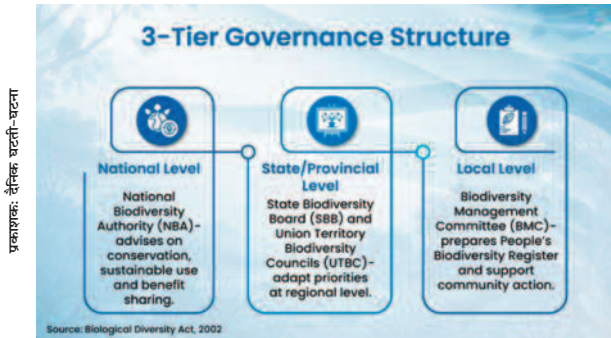 प्रकाशक: दैनिक घटती-घटना
3-Tier Governance Structure
National Level
National
Biodiversity
Authority (NBA)-
advises on
conservation,
sustainable use
and benefit
sharing.
State/Provincial
Level
State Biodiversity
Board (SBB) and
Union Territory
Biodiversity
Councils (UTBC)-
adapt priorities
at regional level.
Local Level
Biodiversity
Management
Committee (BMC)-
prepares People's
Biodiversity Register
and support
community action.
Source: Biological Diversity Act, 2002